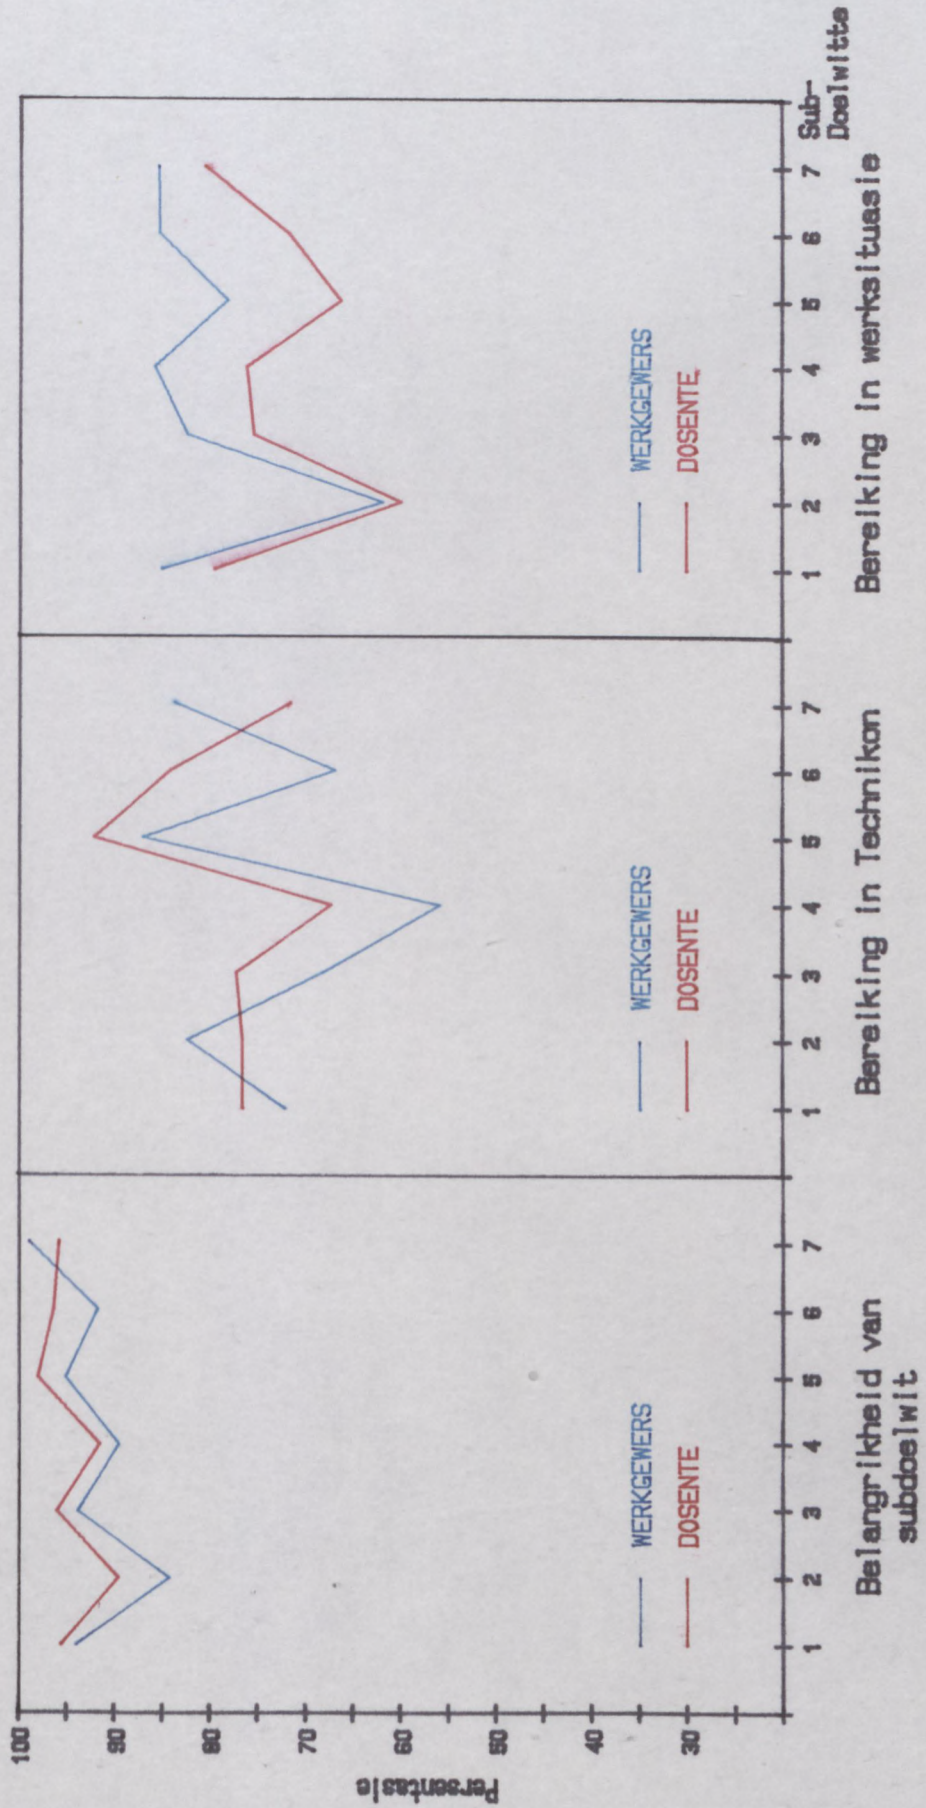 Persentasie
100
90
80
70
60
50
40
30
WERKGEWERS
DOSENTE
1 2 3 4 5 6 7
Belangrikheid van
subdoelwit
WERKGEWERS
DOSENTE
1 2 3 4 5 6 7
Bereiking in Technikon
WERKGEWERS
DOSENTE
1 2 3 4 5 6 7
Sub-
Doelwitte
Bereiking in werksituasie